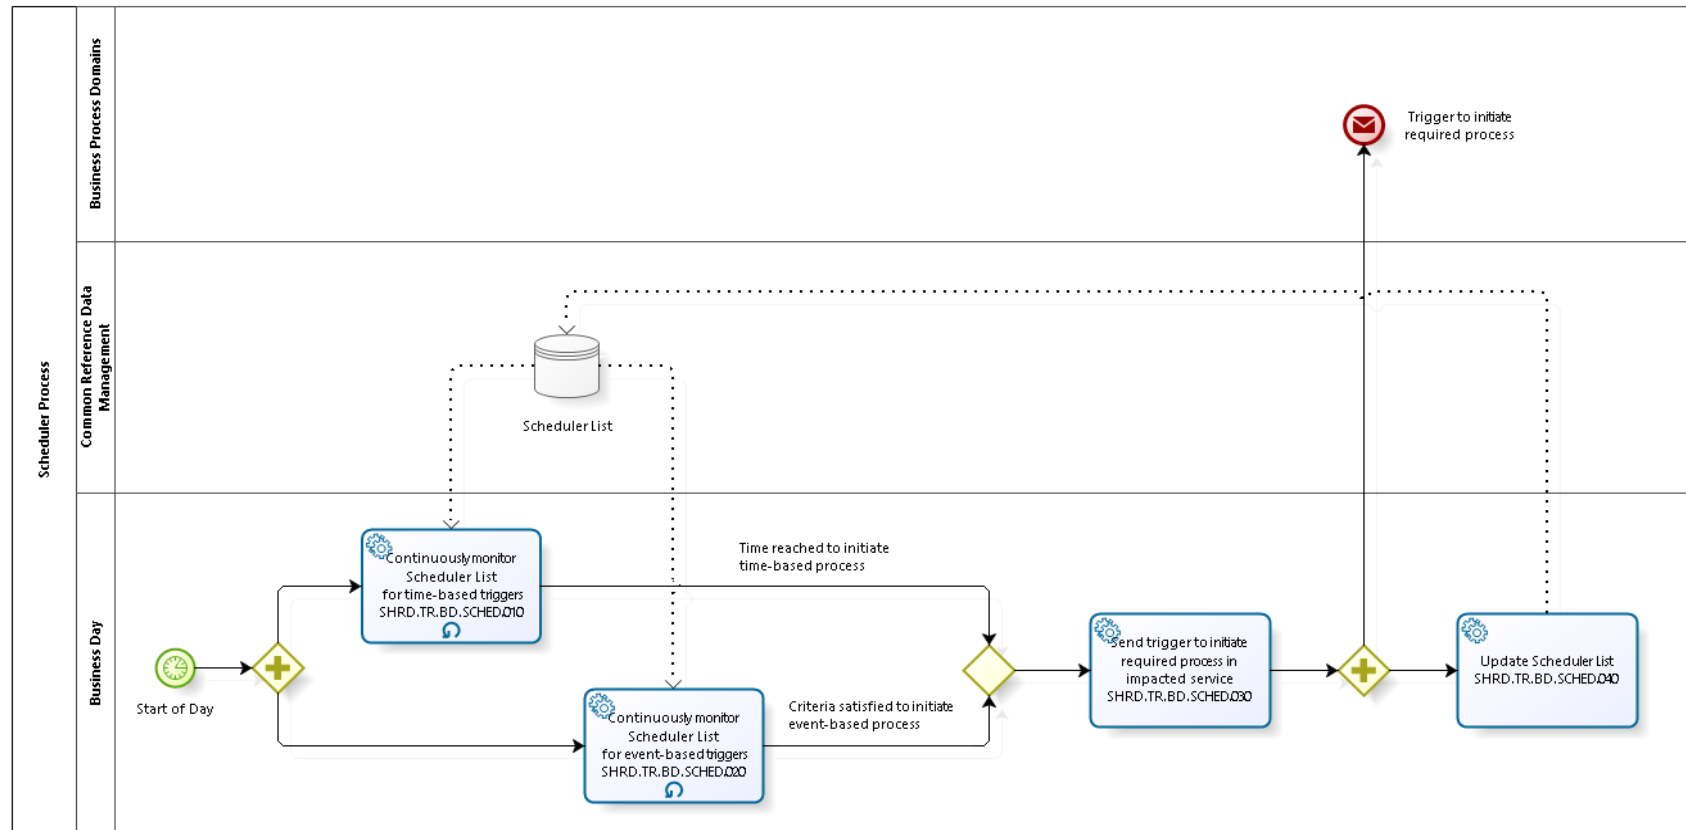 Scheduler Process
Business Process Domains
Trigger to initiate
required process
Common Reference Data
Management
Scheduler List
Business Day
Start of Day
Continuously monitor
Scheduler List
for time-based triggers
SHRD.TR.BD.SCHED.010
Time reached to initiate
time-based process
Continuously monitor
Scheduler List
for event-based triggers
SHRD.TR.BD.SCHED.020
Criteria satisfied to initiate
event-based process
Send trigger to initiate
required process in
impacted service
SHRD.TR.BD.SCHED.030
Update Scheduler List
SHRD.TR.BD.SCHED.040